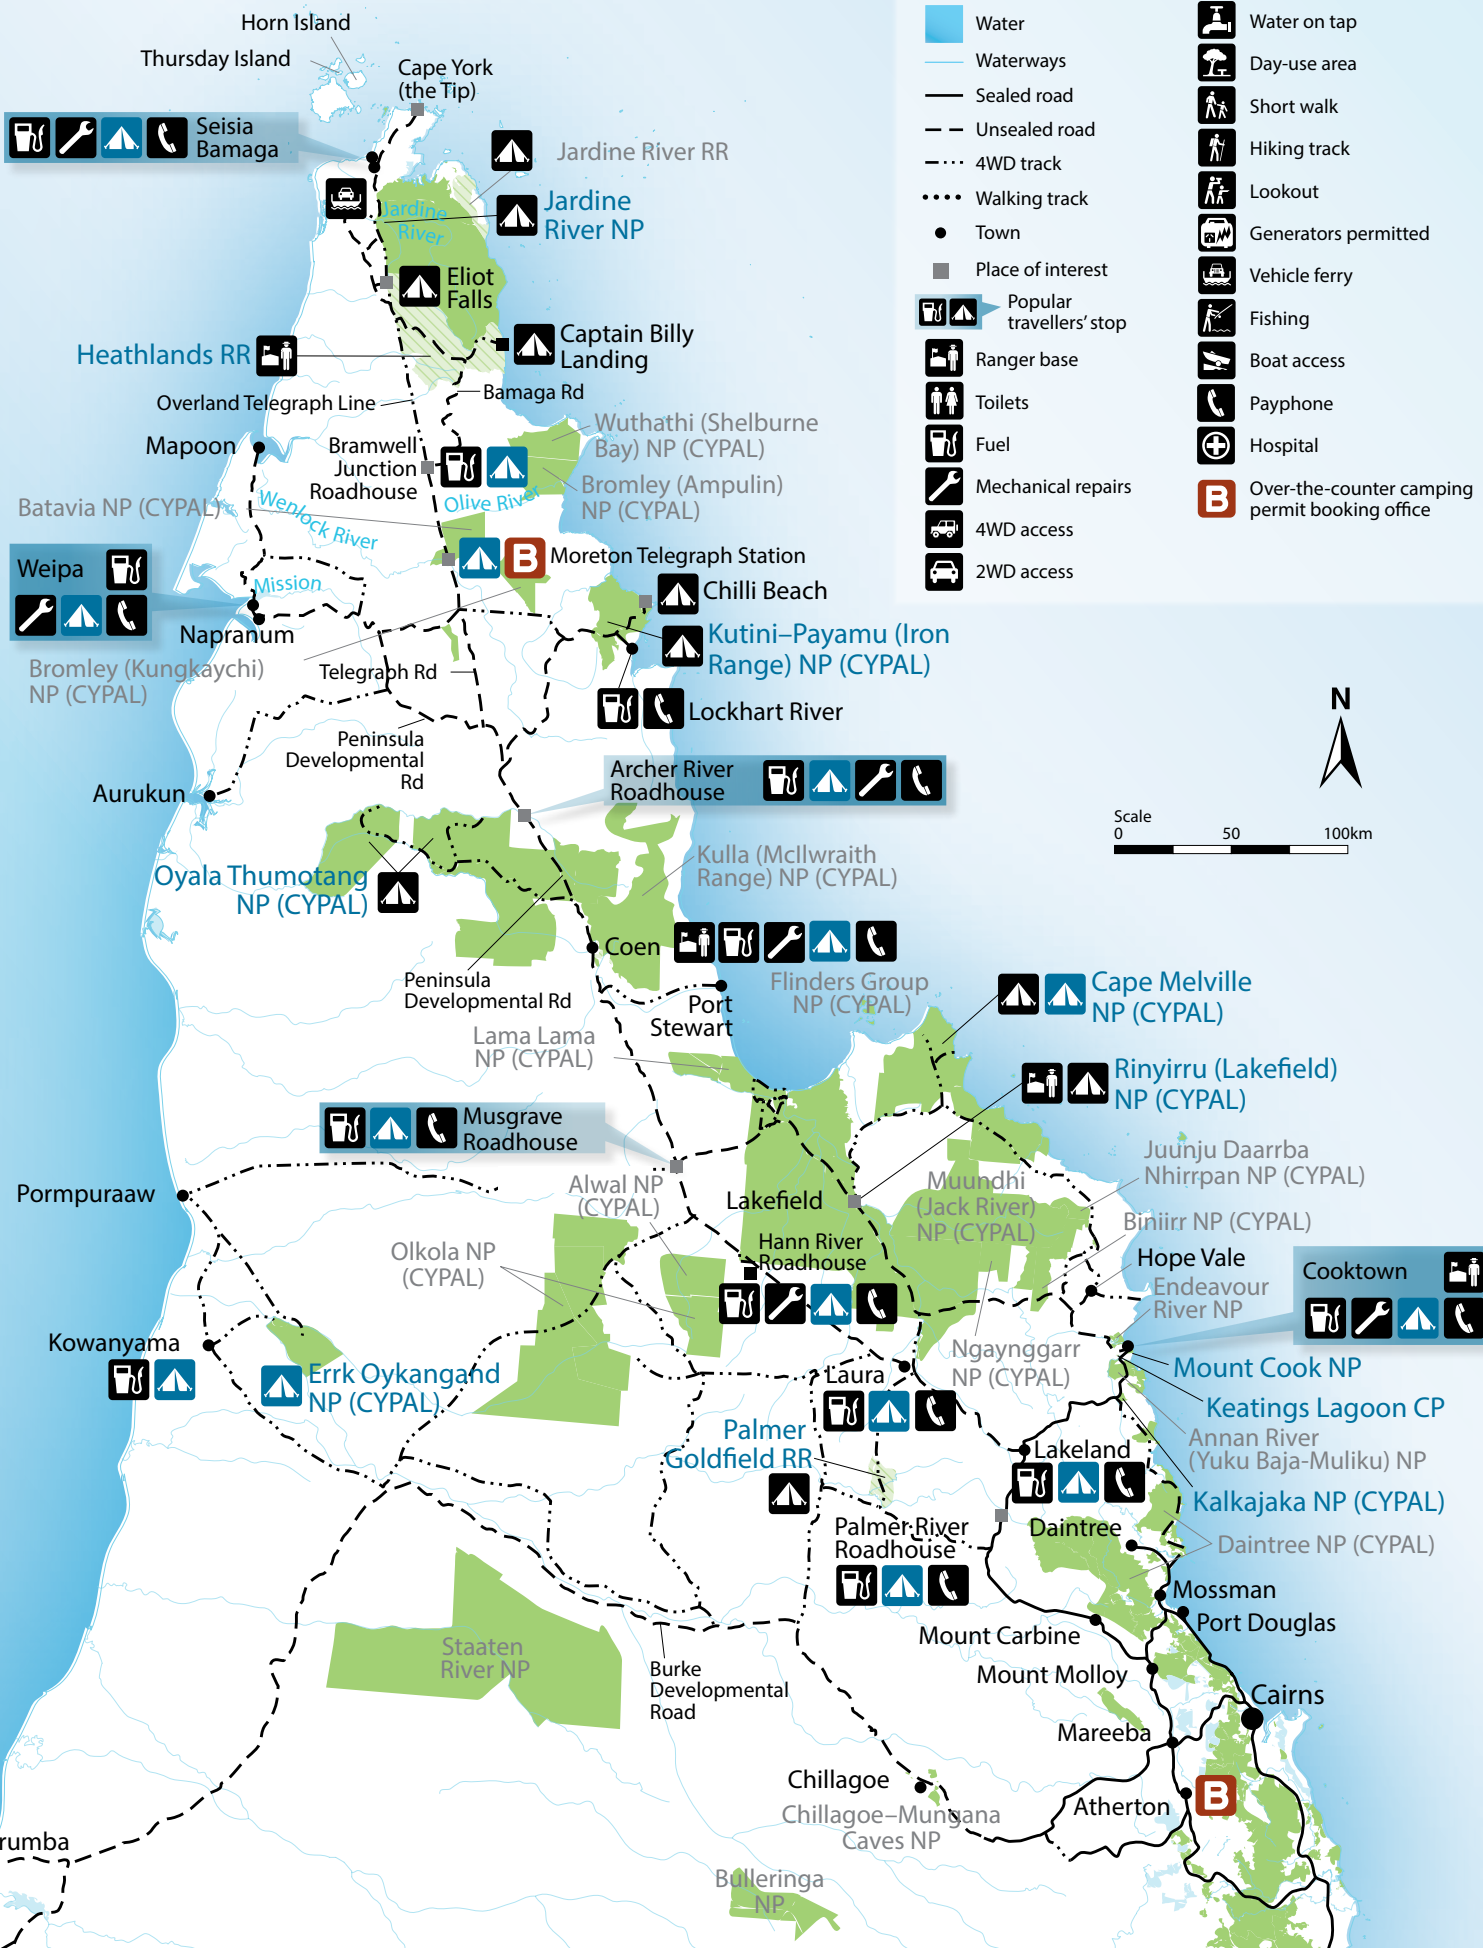 Horn Island
Thursday Island
Cape York
(the Tip)
Seisia
Bamaga
Jardine River RR
Jardine
River NP
Jardine
River
Eliot
Falls
Captain Billy
Landing
Heathlands RR
Bamaga Rd
Overland Telegraph Line
Mapoon
Bramwell
Junction
Roadhouse
Wuthathi (Shelburne
Bay) NP (CYPAL)
Bromley (Ampulin)
NP (CYPAL)
Olive River
Batavia NP (CYPAL)
Wenlock River
Weipa
Mission
B
Moreton Telegraph Station
Chilli Beach
Napranum
Kutini–Payamu (Iron
Range) NP (CYPAL)
Bromley (Kungkaychi)
NP (CYPAL)
Telegraph Rd
Lockhart River
Peninsula
Developmental
Rd
Archer River
Roadhouse
Aurukun
Oyala Thumotang
NP (CYPAL)
Kulla (McIlwraith
Range) NP (CYPAL)
Coen
Peninsula
Developmental Rd
Port
Stewart
Flinders Group
NP (CYPAL)
Cape Melville
NP (CYPAL)
Lama Lama
NP (CYPAL)
Rinyirru (Lakefield)
NP (CYPAL)
Musgrave
Roadhouse
Juunju Daarrba
Nhirrpan NP (CYPAL)
Pormpuraaw
Alwal NP
(CYPAL)
Lakefield
Muundhi
(Jack River)
NP (CYPAL)
Biniirr NP (CYPAL)
Olkola NP
(CYPAL)
Hann River
Roadhouse
Hope Vale
Endeavour
River NP
Cooktown
Kowanyama
Errk Oykangand
NP (CYPAL)
Ngaynggarr
NP (CYPAL)
Laura
Mount Cook NP
Keatings Lagoon CP
Annan River
(Yuku Baja-Muliku) NP
Palmer
Goldfield RR
Lakeland
Kalkajaka NP (CYPAL)
Palmer River
Roadhouse
Daintree
Daintree NP (CYPAL)
Mossman
Port Douglas
Mount Carbine
Staaten
River NP
Burke
Developmental
Road
Mount Molloy
Cairns
Mareeba
Chillagoe
Atherton
B
Chillagoe–Mungana
Caves NP
rumba
Bulleringa
NP
Water
Waterways
Sealed road
Unsealed road
4WD track
Walking track
Town
Place of interest
Popular
travellers' stop
Ranger base
Toilets
Fuel
Mechanical repairs
4WD access
2WD access
Water on tap
Day-use area
Short walk
Hiking track
Lookout
Generators permitted
Vehicle ferry
Fishing
Boat access
Payphone
Hospital
B
Over-the-counter camping
permit booking office
N
Scale
0 50 100km